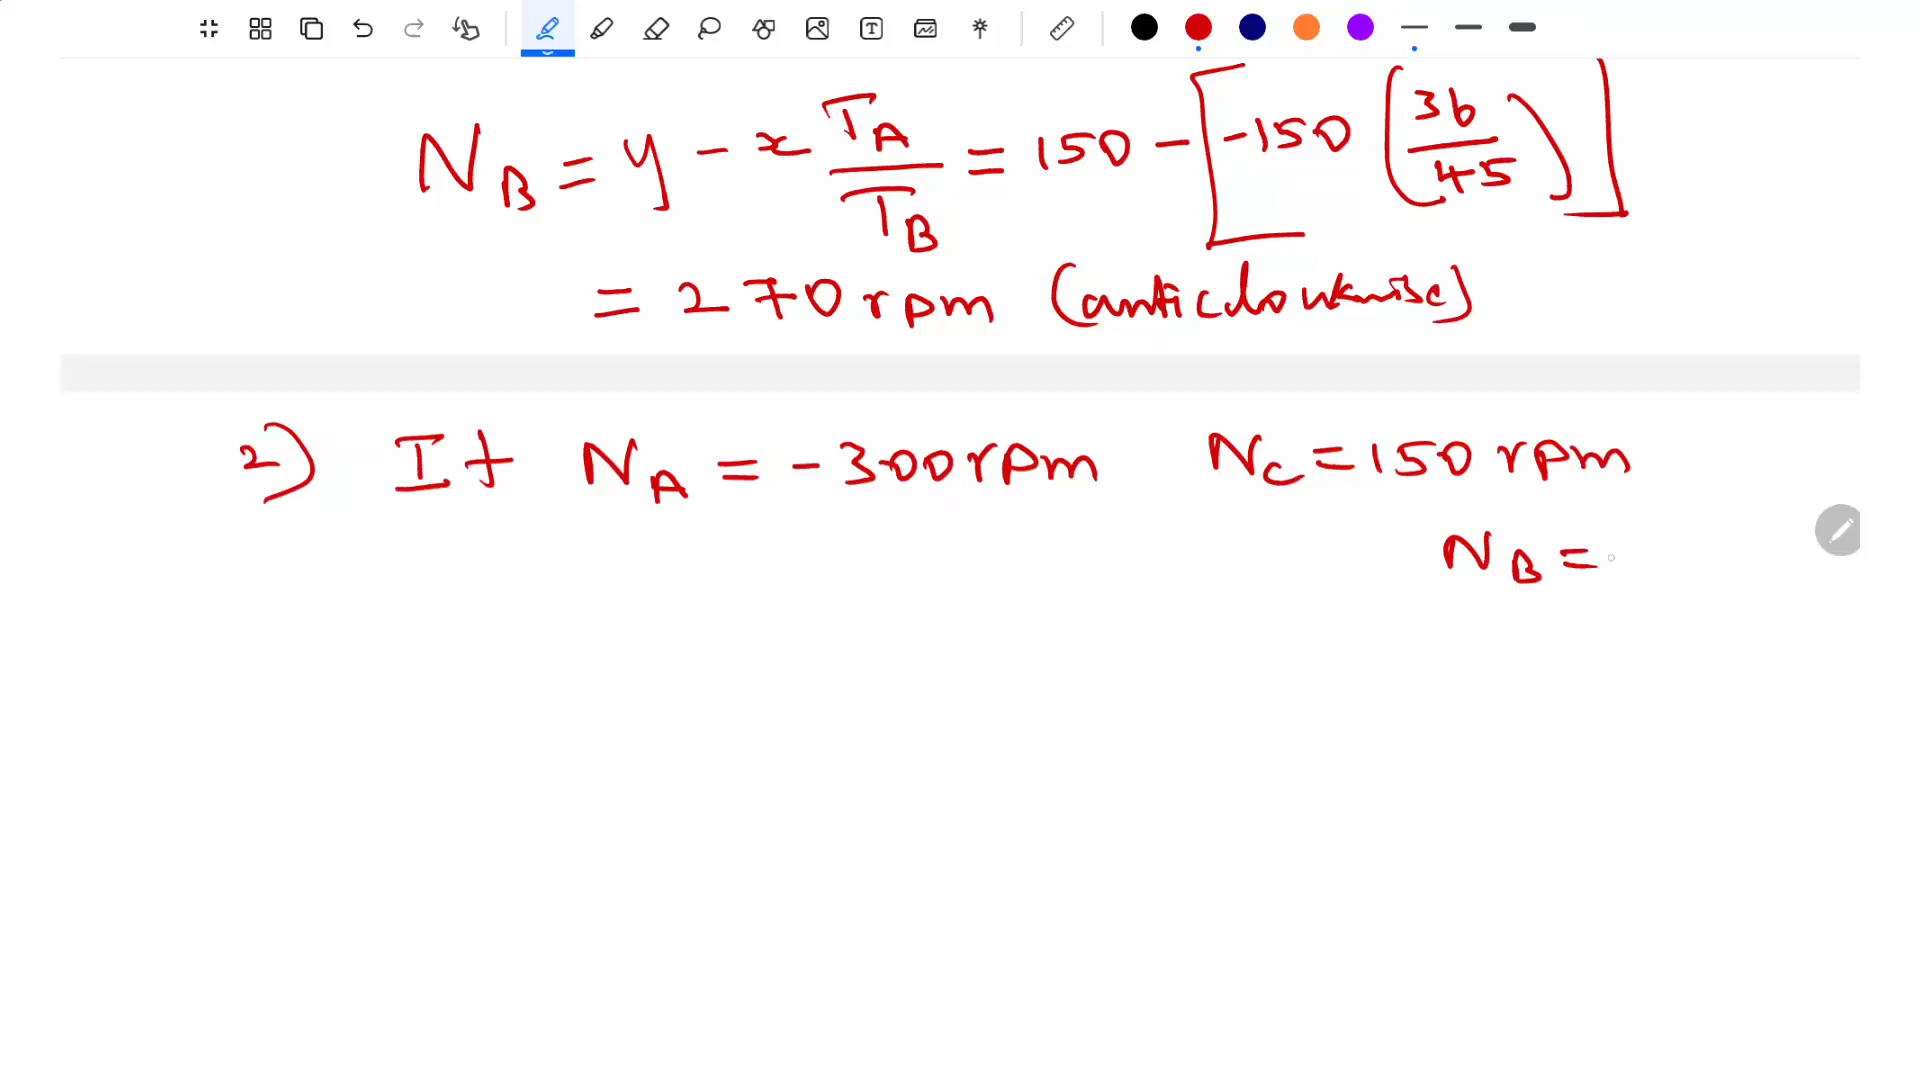 N_B = y - x T_A/T_B = 150 - [-150 (36/45)]
= 270 rpm (anticlockwise)
2) If N_A = -300 rpm N_C = 150 rpm
N_B =